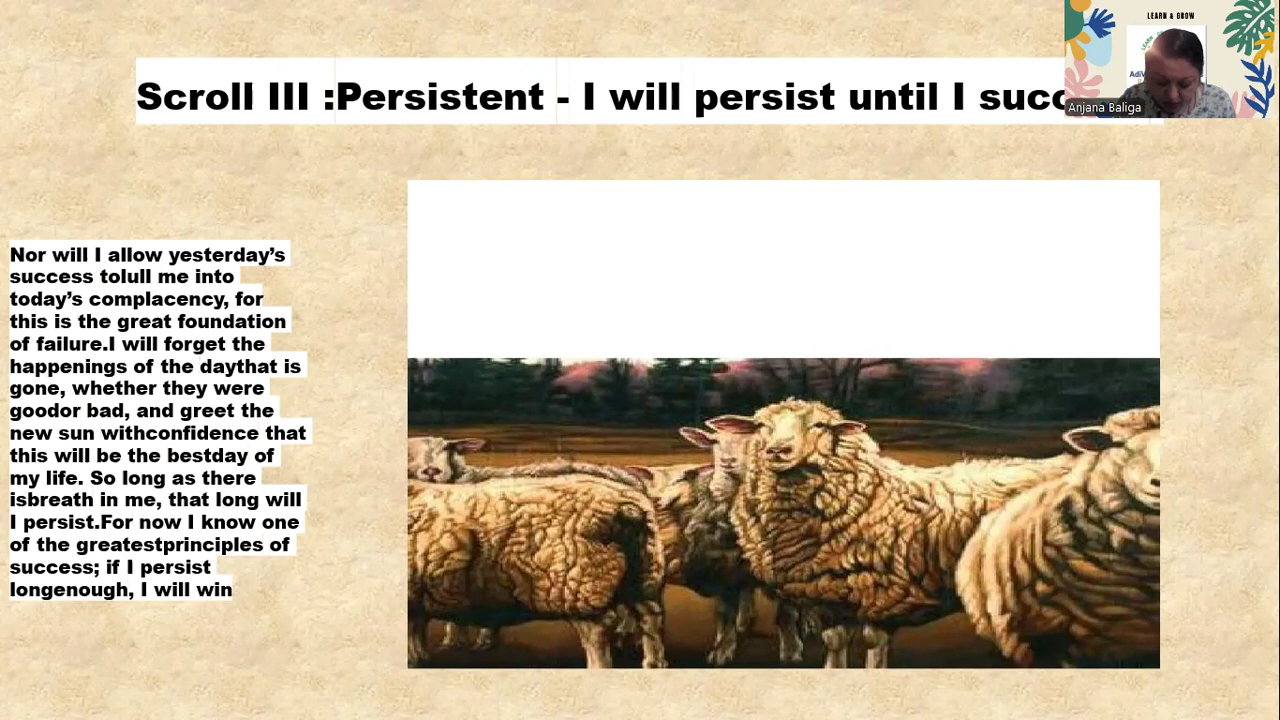 LEARN & GROW
Scroll III :Persistent - I will persist until I succ
Anjana Baliga
Nor will I allow yesterday’s
success tolull me into
today’s complacency, for
this is the great foundation
of failure.I will forget the
happenings of the daythat is
gone, whether they were
goodor bad, and greet the
new sun withconfidence that
this will be the bestday of
my life. So long as there
isbreath in me, that long will
I persist.For now I know one
of the greatestprinciples of
success; if I persist
longenough, I will win